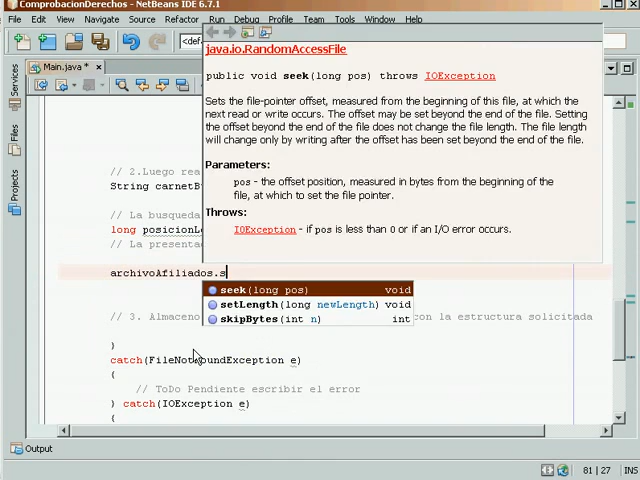 ComprobacionDerechos - NetBeans IDE 6.7.1
File Edit View Navigate Source Refactor Run Debug Profile Team Tools Window Help
<def
Main.java *
java.io.RandomAccessFile
public void seek(long pos) throws IOException
Sets the file-pointer offset, measured from the beginning of this file, at which the
next read or write occurs. The offset may be set beyond the end of the file. Setting
the offset beyond the end of the file does not change the file length. The file length
will change only by writing after the offset has been set beyond the end of the file.
Parameters:
pos - the offset position, measured in bytes from the beginning of the
file, at which to set the file pointer.
Throws:
IOException - if pos is less than 0 or if an I/O error occurs.
Services
Files
Projects
// 2.Luego rea
String carnetB
// La busqueda
long posicionLo
// La presentac
archivoAfiliados.s
seek(long pos) void
setLength(long newLength) void
skipBytes(int n) int
// 3. Almaceno con la estructura solicitada
}
catch(FileNotFoundException e)
{
// ToDo Pendiente escribir el error
} catch(IOException e)
{
Output
81 | 27 INS